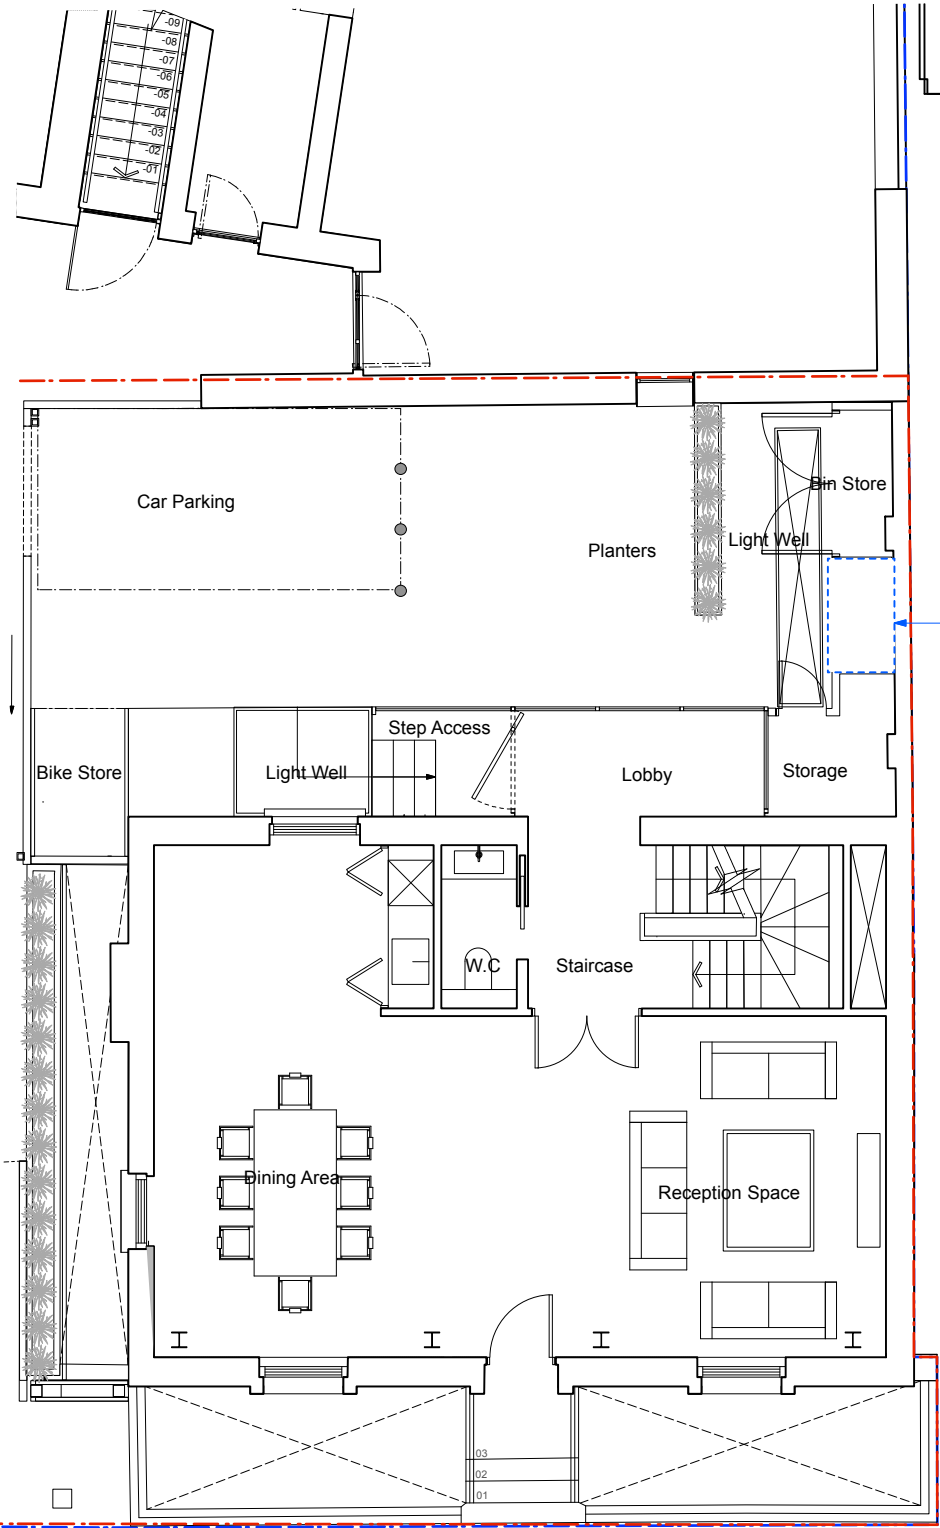 -09
-08
-07
-06
-05
-04
-03
-02
-01
Car Parking
Bin Store
Planters
Light Well
Step Access
Bike Store
Light Well
Lobby
Storage
W.C
Staircase
Dining Area
Reception Space
03
02
01